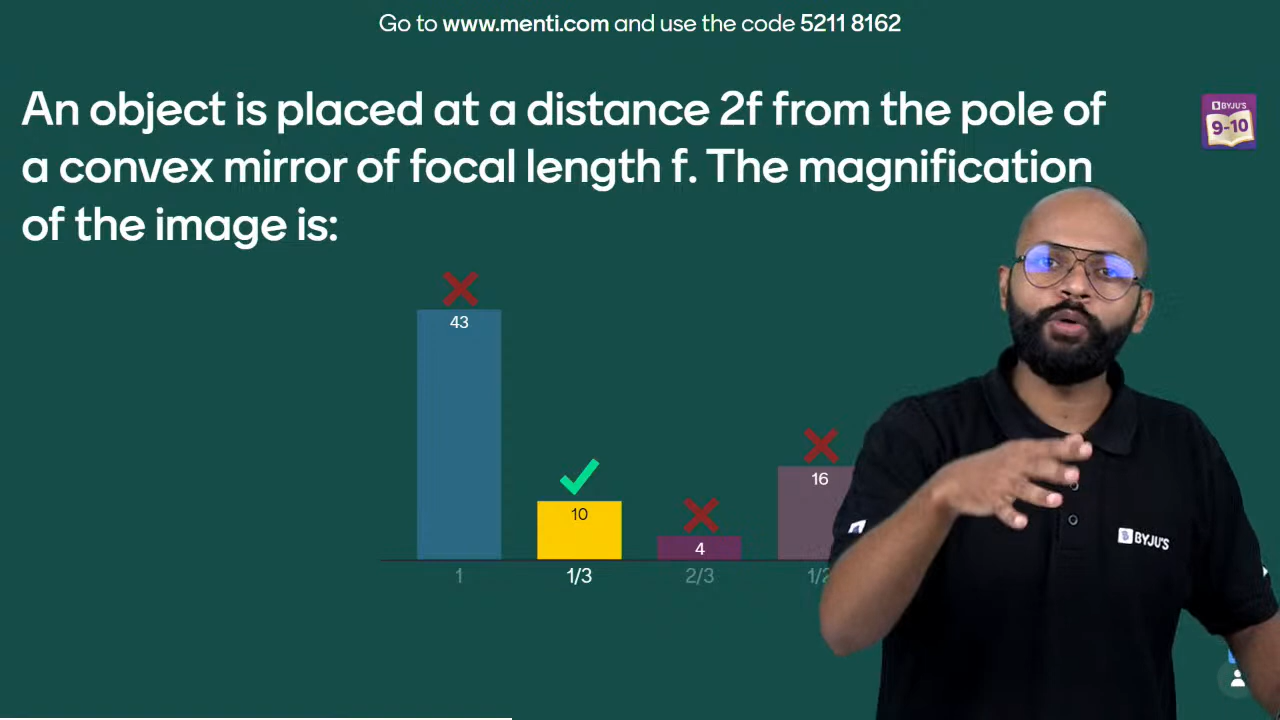 Go to www.menti.com and use the code 5211 8162
An object is placed at a distance 2f from the pole of
a convex mirror of focal length f. The magnification
of the image is:
BYJU'S
9-10
43
10
4
16
1
1/3
2/3
BYJU'S